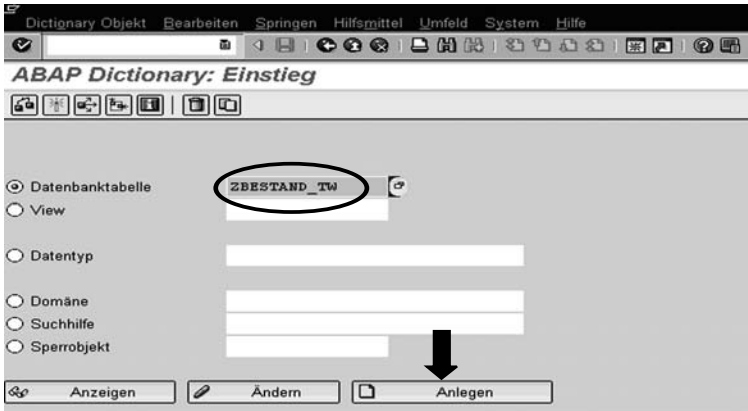 Dictionary Objekt Bearbeiten Springen Hilfsmittel Umfeld System Hilfe
ABAP Dictionary: Einstieg
Datenbanktabelle ZBESTAND_TW
View
Datentyp
Domäne
Suchhilfe
Sperrobjekt
Anzeigen Ändern Anlegen